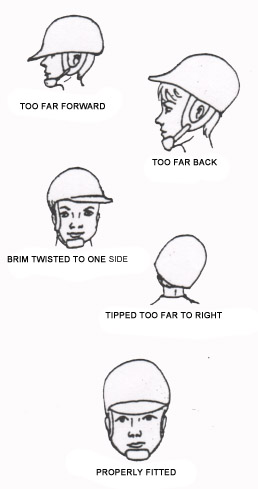 TOO FAR FORWARD
TOO FAR BACK
BRIM TWISTED TO ONE SIDE
TIPPED TOO FAR TO RIGHT
PROPERLY FITTED